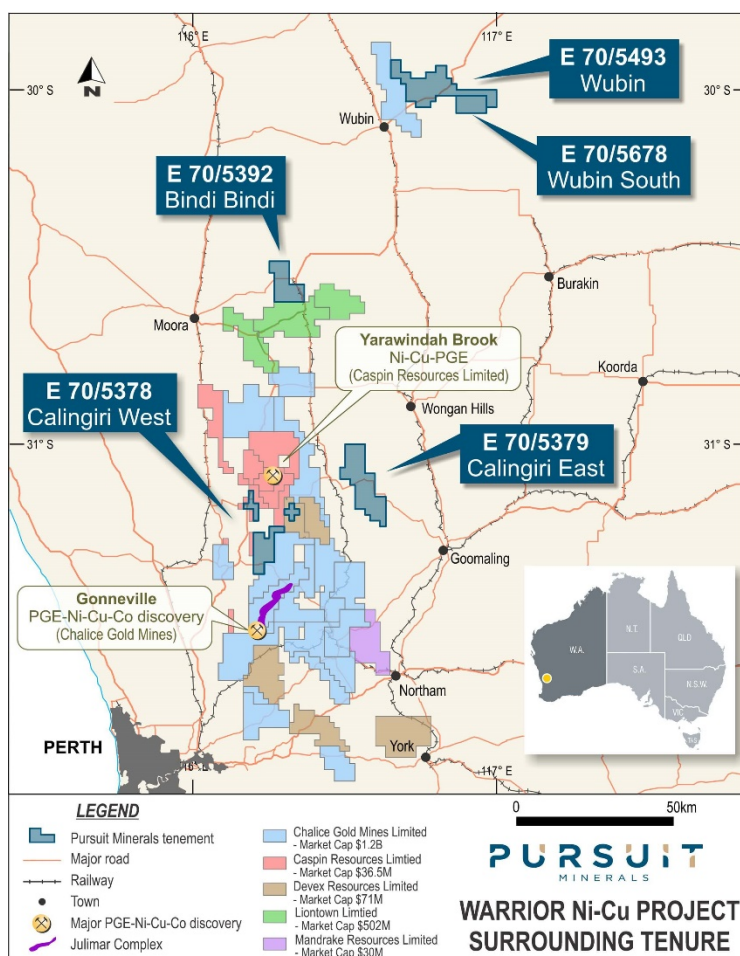 116° E
117° E
30° S
30° S
N
E 70/5493
Wubin
Wubin
E 70/5678
Wubin South
E 70/5392
Bindi Bindi
Burakin
Moora
Yarawindah Brook
Ni-Cu-PGE
(Caspin Resources Limited)
Koorda
E 70/5378
Calingiri West
Wongan Hills
31° S
31° S
E 70/5379
Calingiri East
Goomaling
Gonneville
PGE-Ni-Cu-Co discovery
(Chalice Gold Mines)
N.T.
QLD
W.A.
S.A.
N.S.W.
VIC
TAS
Northam
PERTH
York
117° E
LEGEND
Pursuit Minerals tenement
Major road
Railway
Town
Major PGE-Ni-Cu-Co discovery
Julimar Complex
Chalice Gold Mines Limited
- Market Cap $1.2B
Caspin Resources Limtied
- Market Cap $36.5M
Devex Resources Limited
- Market Cap $71M
Liontown Limtied
- Market Cap $502M
Mandrake Resources Limited
- Market Cap $30M
0 50km
PURSUIT
MINERALS
WARRIOR Ni-Cu PROJECT
SURROUNDING TENURE